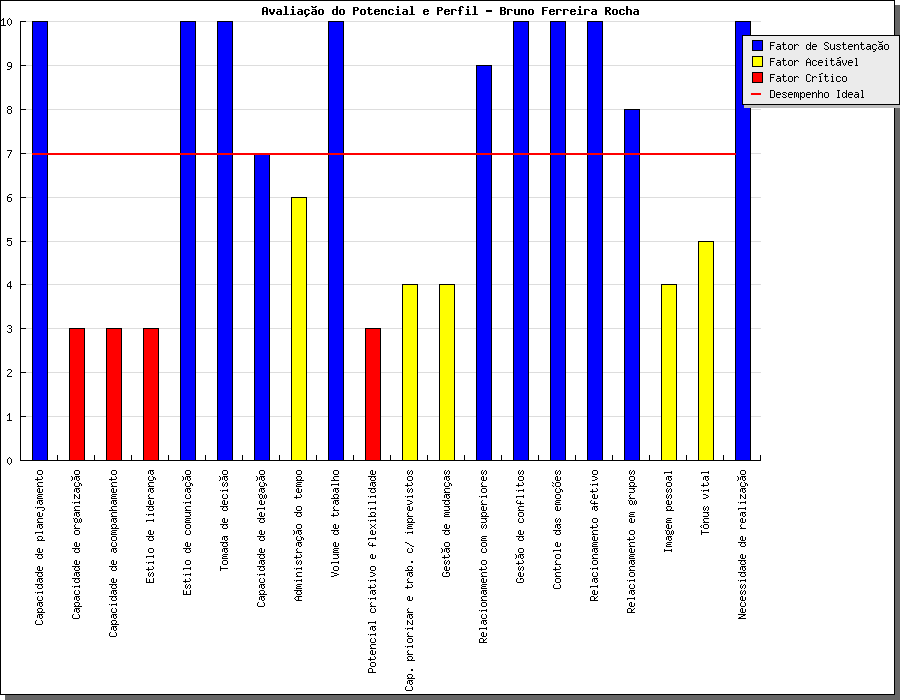 Avaliação do Potencial e Perfil - Bruno Ferreira Rocha
10
9
8
7
6
5
4
3
2
1
0
Fator de Sustentação
Fator Aceitável
Fator Crítico
Desempenho Ideal
Capacidade de planejamento
Capacidade de organização
Capacidade de acompanhamento
Estilo de liderança
Estilo de comunicação
Tomada de decisão
Capacidade de delegação
Administração do tempo
Volume de trabalho
Potencial criativo e flexibilidade
Cap. priorizar e trab. c/ imprevistos
Gestão de mudanças
Relacionamento com superiores
Gestão de conflitos
Controle das emoções
Relacionamento afetivo
Relacionamento em grupos
Imagem pessoal
Tônus vital
Necessidade de realização